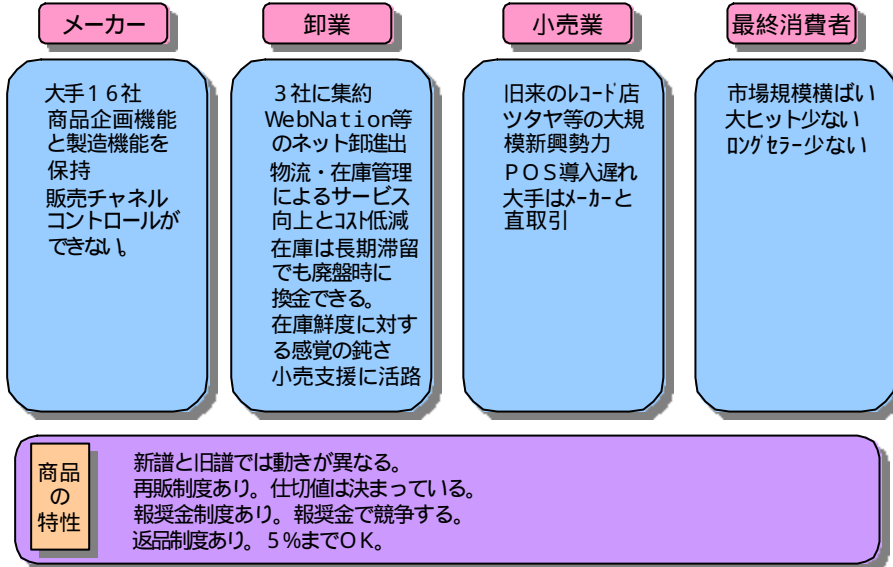 メーカー
卸業
小売業
最終消費者
大手１６社
商品企画機能
と製造機能を
保持
販売チャネル
コントロールが
できない。
３社に集約
WebNation等
のネット卸進出
物流・在庫管理
によるサービス
向上とｺｽﾄ低減
在庫は長期滞留
でも廃盤時に
換金できる。
在庫鮮度に対す
る感覚の鈍さ
小売支援に活路
旧来のﾚｺｰﾄﾞ店
ツタヤ等の大規
模新興勢力
ＰＯＳ導入遅れ
大手はﾒｰｶｰと
直取引
市場規模横ばい
大ヒット少ない
ﾛﾝｸﾞｾﾗｰ少ない
商品
の
特性
新譜と旧譜では動きが異なる。
再販制度あり。仕切値は決まっている。
報奨金制度あり。報奨金で競争する。
返品制度あり。５％までＯＫ。